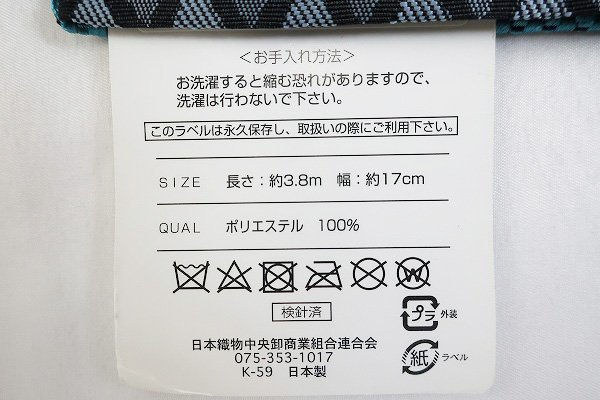 ＜お手入れ方法＞
お洗濯すると縮む恐れがありますので、
洗濯は行わないで下さい。
このラベルは永久保存し、取扱いの際にご利用下さい。
SIZE 長さ：約3.8m 幅：約17cm
QUAL ポリエステル 100%
W
検針済
プラ 外装
日本織物中央卸商業組合連合会
075-353-1017
K-59 日本製
紙 ラベル